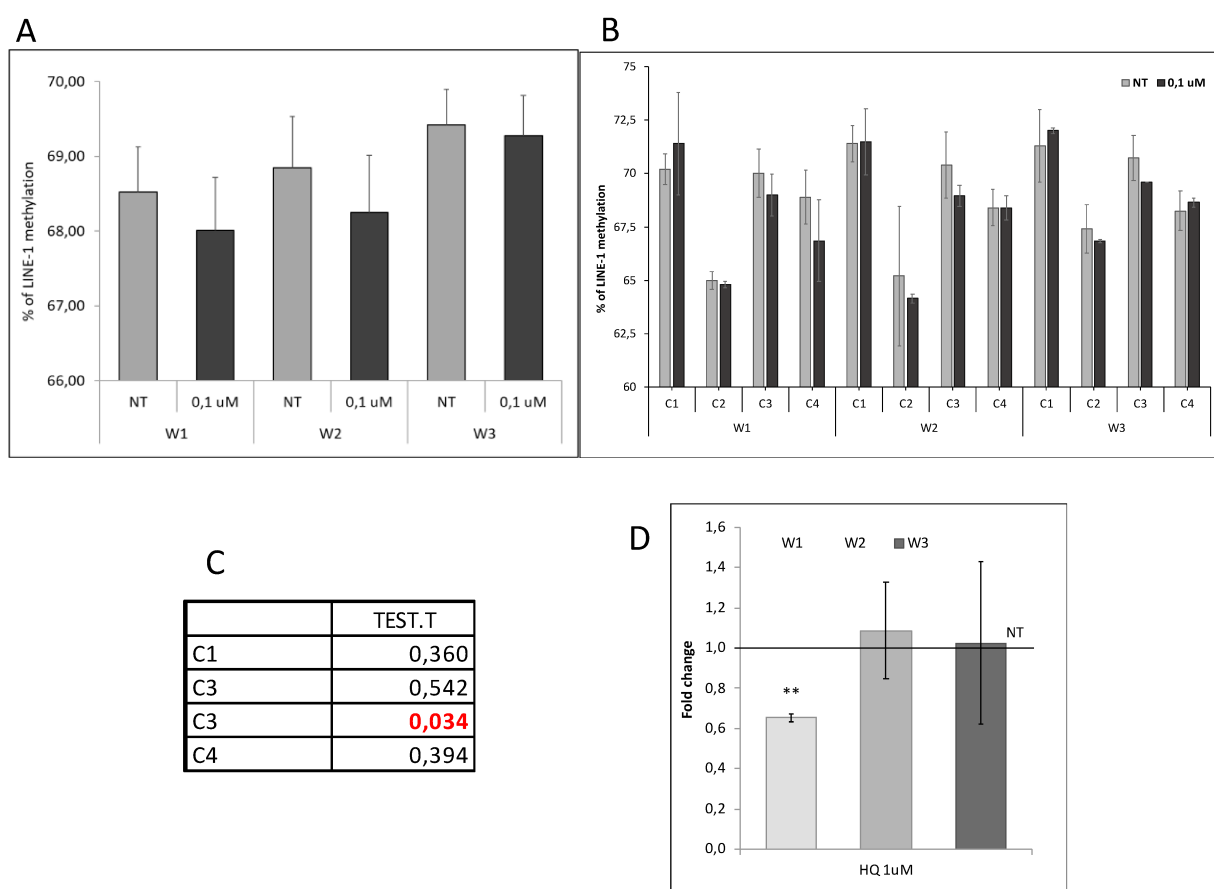 A
70,00
69,00
68,00
67,00
66,00
% of LINE-1 methylation
NT
0,1 uM
NT
0,1 uM
NT
0,1 uM
W1
W2
W3
B
75
72,5
70
67,5
65
62,5
60
% of LINE-1 methylation
NT
0,1 uM
C1
C2
C3
C4
C1
C2
C3
C4
C1
C2
C3
C4
W1
W2
W3
C
TEST.T
C1 0,360
C3 0,542
C3 0,034
C4 0,394
D
1,6
1,4
1,2
1,0
0,8
0,6
0,4
0,2
0,0
Fold change
W1
W2
W3
NT
**
HQ 1uM